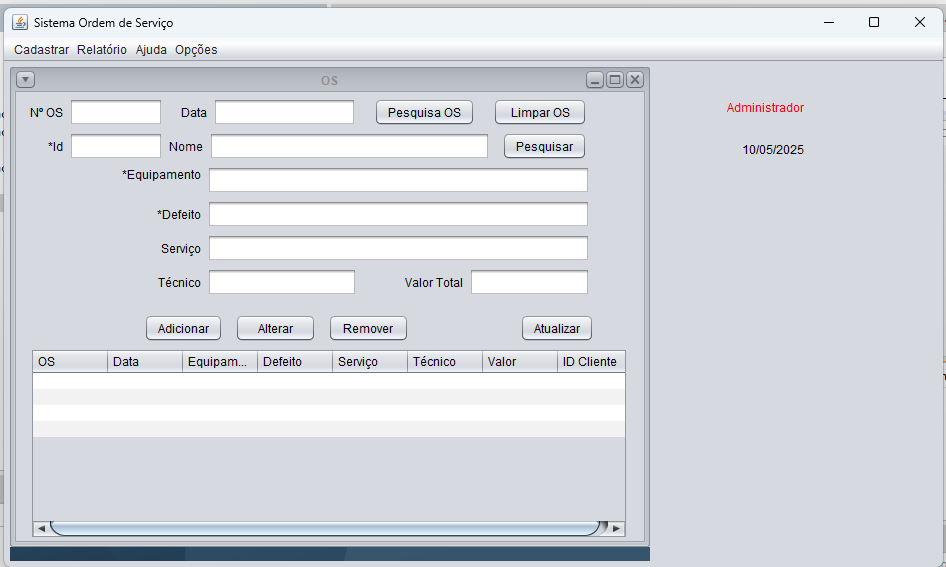 Sistema Ordem de Serviço
Cadastrar Relatório Ajuda Opções
OS
Nº OS Data Pesquisa OS Limpar OS
Administrador
*Id Nome Pesquisar
10/05/2025
*Equipamento
*Defeito
Serviço
Técnico Valor Total
Adicionar Alterar Remover Atualizar
OS Data Equipam... Defeito Serviço Técnico Valor ID Cliente